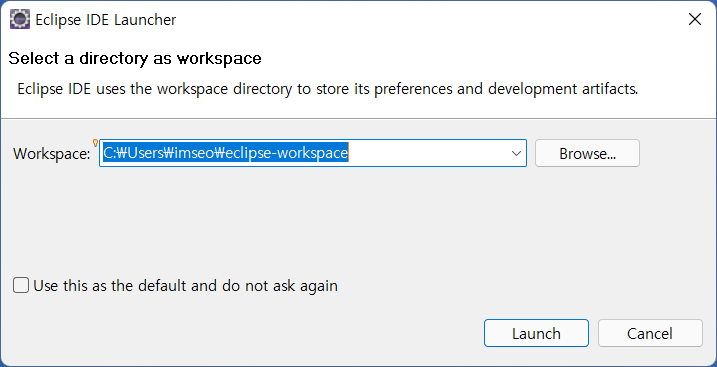 Eclipse IDE Launcher
Select a directory as workspace
Eclipse IDE uses the workspace directory to store its preferences and development artifacts.
Workspace: C:₩Users₩imseo₩eclipse-workspace Browse...
Use this as the default and do not ask again
Launch Cancel